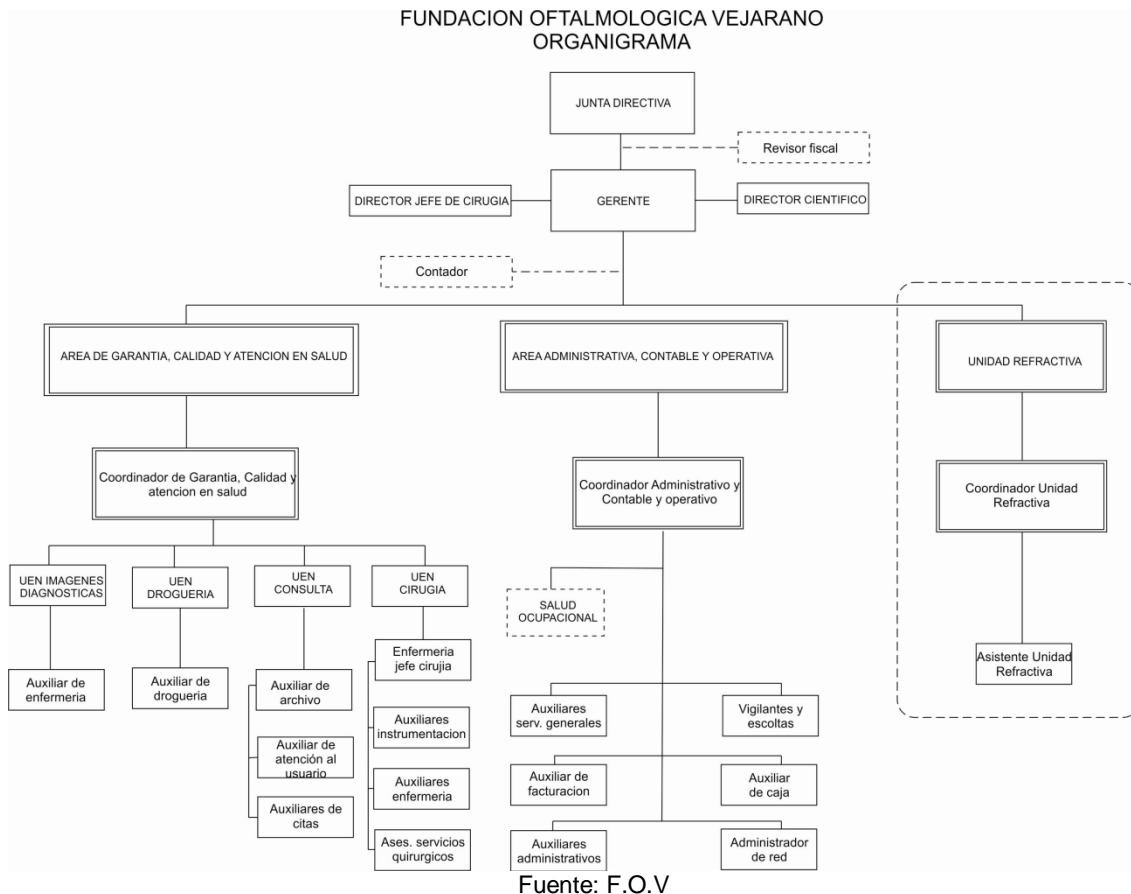 FUNDACION OFTALMOLOGICA VEJARANO
ORGANIGRAMA
JUNTA DIRECTIVA
Revisor fiscal
DIRECTOR JEFE DE CIRUGIA
GERENTE
DIRECTOR CIENTIFICO
Contador
AREA DE GARANTIA, CALIDAD Y ATENCION EN SALUD
AREA ADMINISTRATIVA, CONTABLE Y OPERATIVA
UNIDAD REFRACTIVA
Coordinador de Garantia, Calidad y
atencion en salud
Coordinador Administrativo y
Contable y operativo
Coordinador Unidad
Refractiva
UEN IMAGENES
DIAGNOSTICAS
UEN
DROGUERIA
UEN
CONSULTA
UEN
CIRUGIA
SALUD
OCUPACIONAL
Auxiliar de
enfermeria
Auxiliar de
drogueria
Auxiliar de
archivo
Auxiliar de
atención al
usuario
Auxiliares de
citas
Enfermeria
jefe cirujia
Auxiliares
instrumentacion
Auxiliares
enfermeria
Ases. servicios
quirurgicos
Auxiliares
serv. generales
Vigilantes y
escoltas
Auxiliar de
facturacion
Auxiliar
de caja
Auxiliares
administrativos
Administrador
de red
Asistente Unidad
Refractiva
Fuente: F.O.V